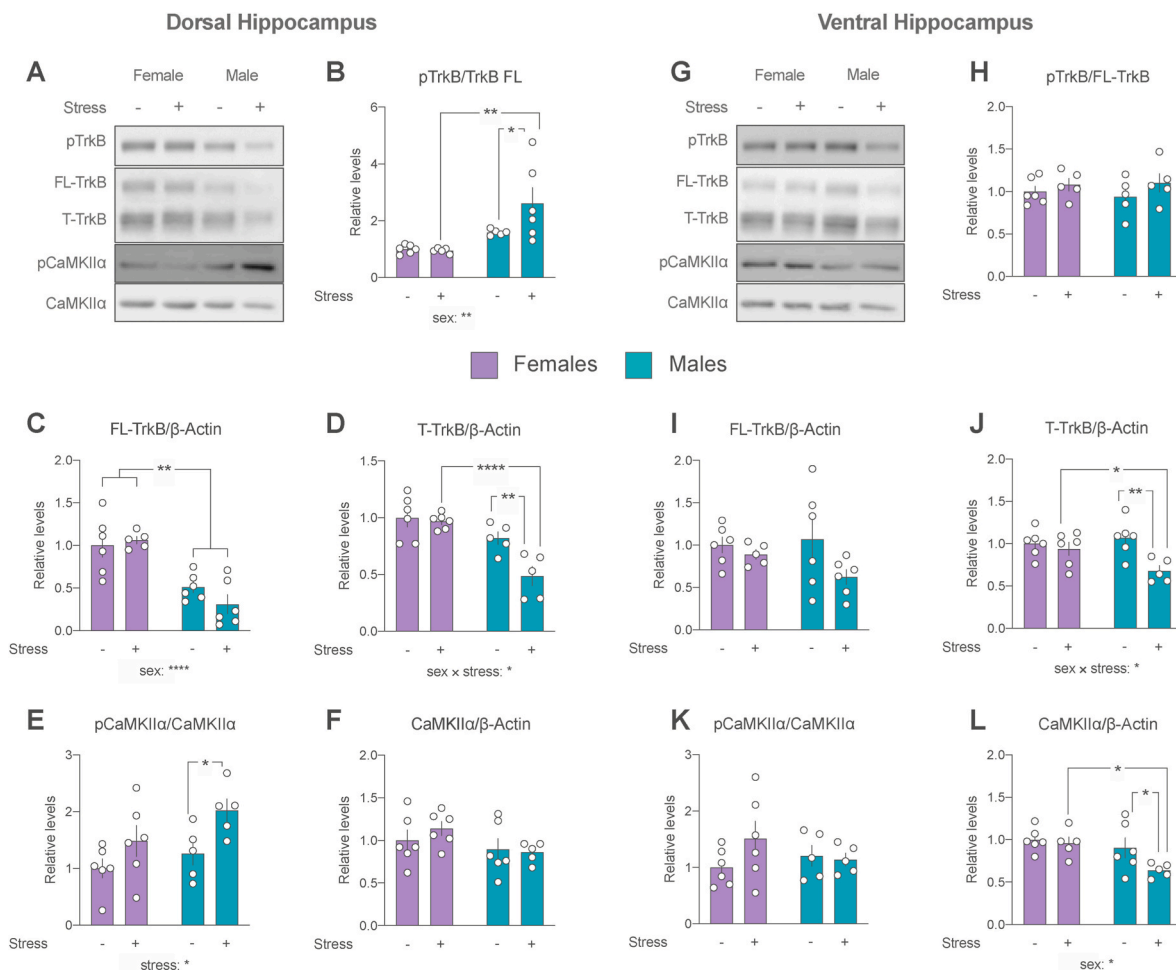 Dorsal Hippocampus
Ventral Hippocampus
A
Female Male
Stress - + - +
pTrkB
FL-TrkB
T-TrkB
pCaMKIIα
CaMKIIα
B
pTrkB/TrkB FL
Relative levels
6
4
2
0
**
*
Stress - + - +
sex: **
G
Female Male
Stress - + - +
pTrkB
FL-TrkB
T-TrkB
pCaMKIIα
CaMKIIα
H
pTrkB/FL-TrkB
Relative levels
2.0
1.5
1.0
0.5
0.0
Stress - + - +
Females Males
C
FL-TrkB/β-Actin
Relative levels
2.0
1.5
1.0
0.5
0.0
**
Stress - + - +
sex: ****
D
T-TrkB/β-Actin
Relative levels
1.5
1.0
0.5
0.0
****
**
Stress - + - +
sex × stress: *
I
FL-TrkB/β-Actin
Relative levels
2.0
1.5
1.0
0.5
0.0
Stress - + - +
J
T-TrkB/β-Actin
Relative levels
2.0
1.5
1.0
0.5
0.0
*
**
Stress - + - +
sex × stress: *
E
pCaMKIIα/CaMKIIα
Relative levels
3
2
1
0
*
Stress - + - +
stress: *
F
CaMKIIα/β-Actin
Relative levels
2.0
1.5
1.0
0.5
0.0
Stress - + - +
K
pCaMKIIα/CaMKIIα
Relative levels
3
2
1
0
Stress - + - +
L
CaMKIIα/β-Actin
Relative levels
2.0
1.5
1.0
0.5
0.0
*
*
Stress - + - +
sex: *